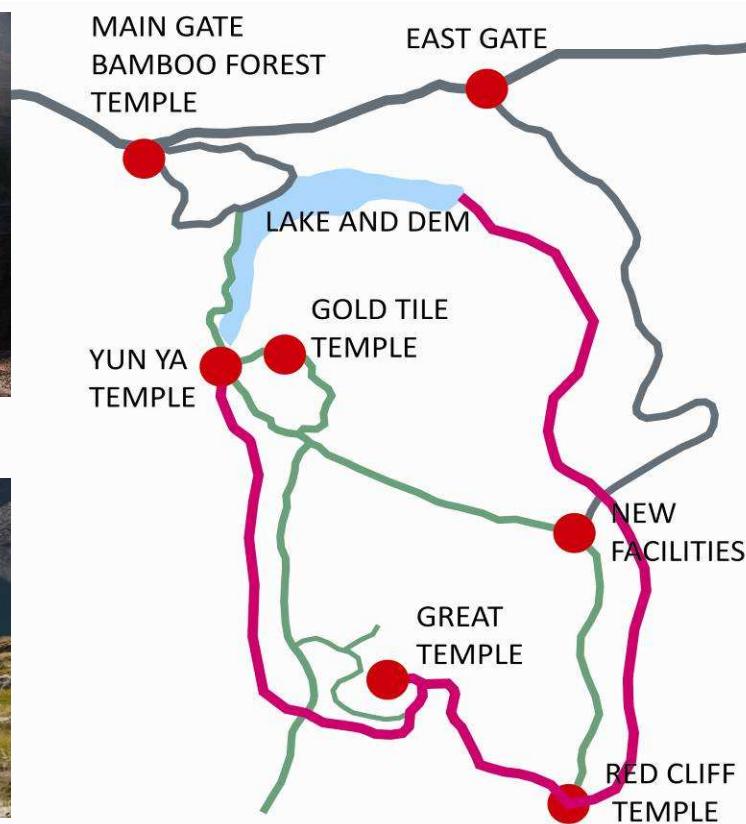 MAIN GATE
BAMBOO FOREST
TEMPLE
EAST GATE
LAKE AND DEM
GOLD TILE
TEMPLE
YUN YA
TEMPLE
NEW
FACILITIES
GREAT
TEMPLE
RED CLIFF
TEMPLE